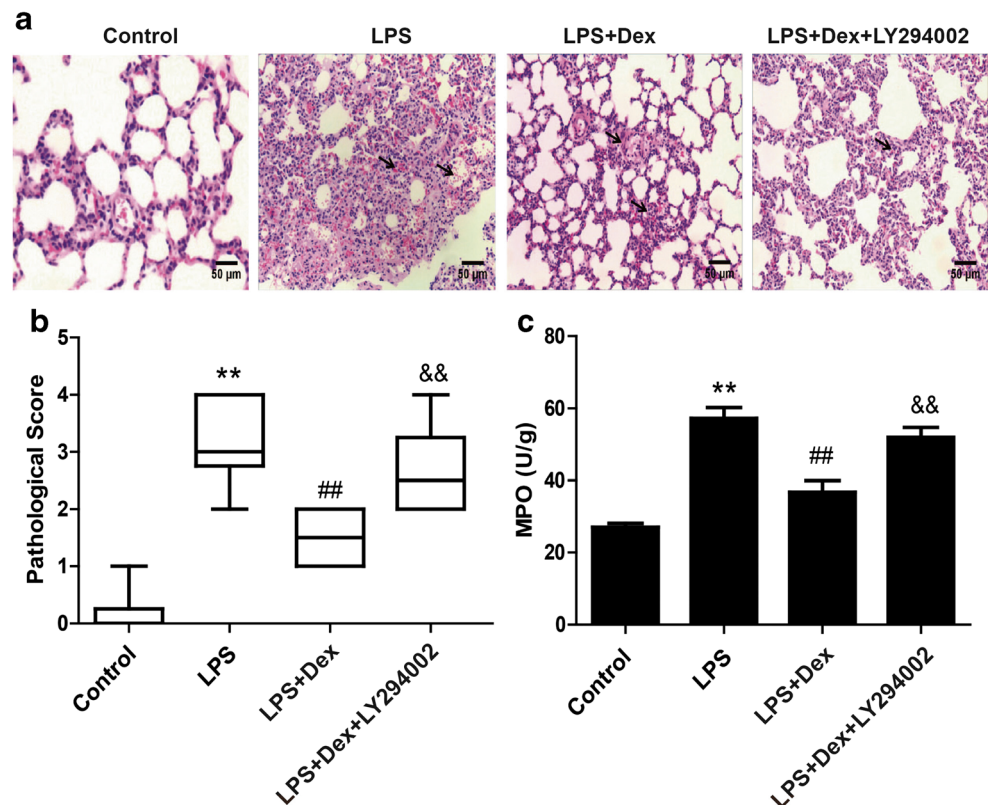 a
Control
LPS
LPS+Dex
LPS+Dex+LY294002
50 μm
50 μm
50 μm
50 μm
b
Pathological Score
5
4
3
2
1
0
**
##
&&
Control
LPS
LPS+Dex
LPS+Dex+LY294002
c
MPO (U/g)
80
60
40
20
0
**
##
&&
Control
LPS
LPS+Dex
LPS+Dex+LY294002